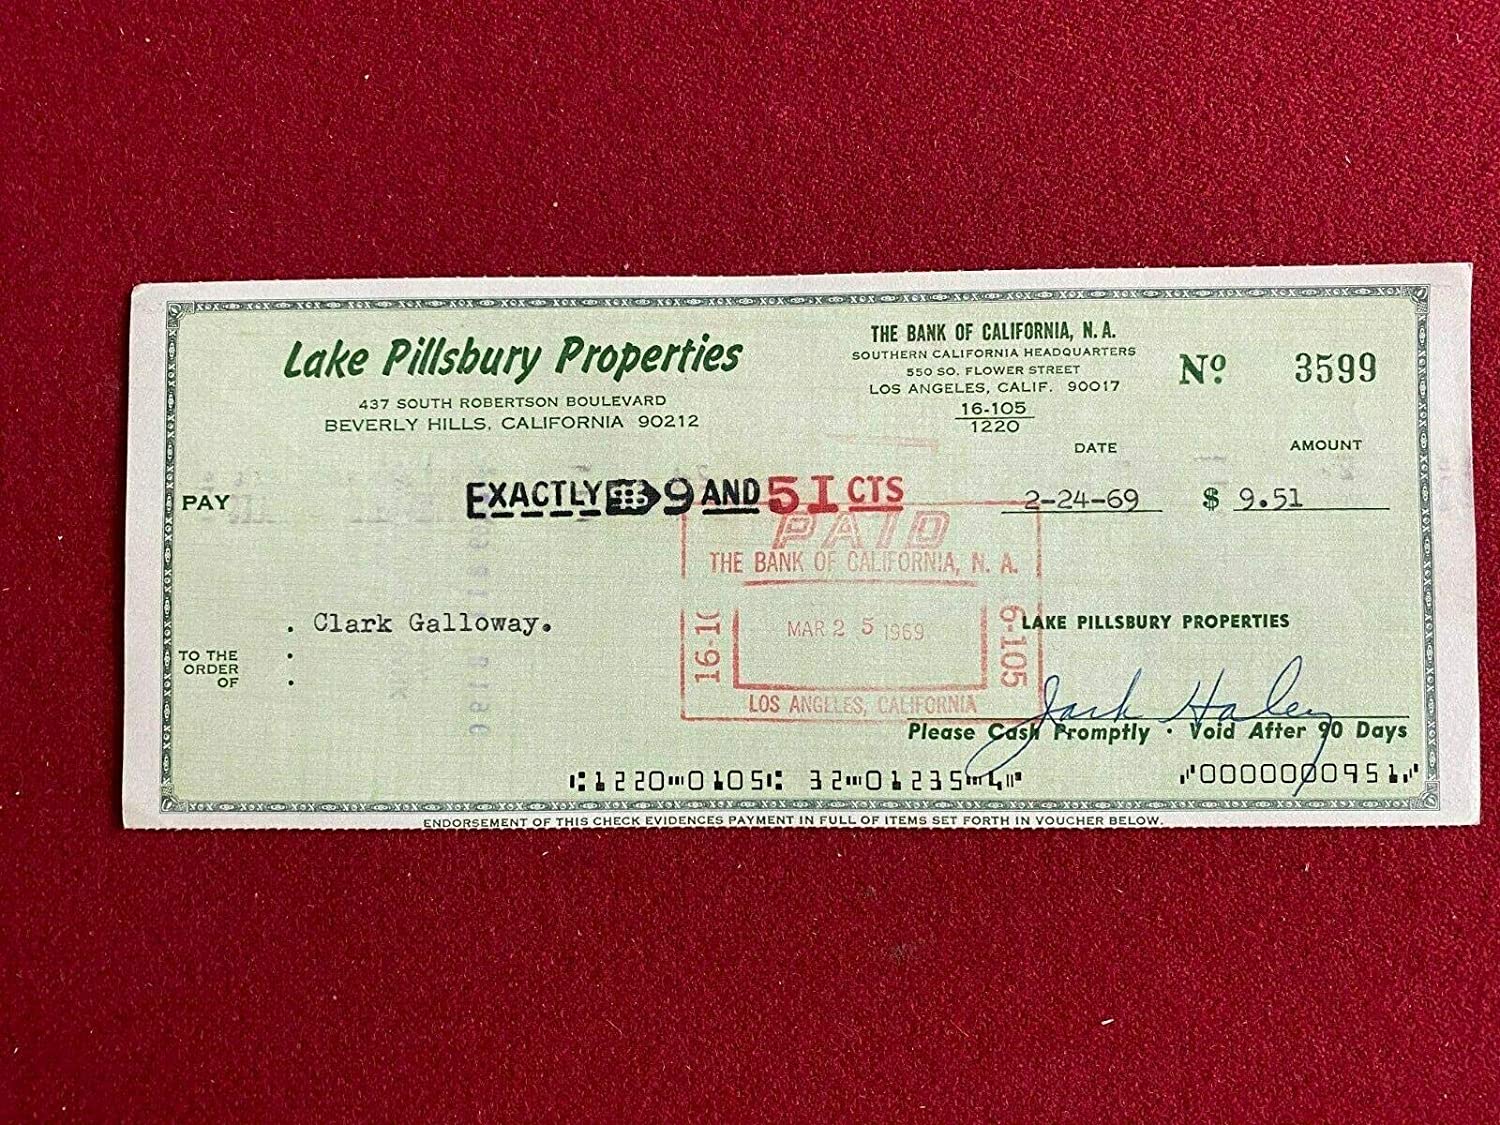 Lake Pillsbury Properties
437 SOUTH ROBERTSON BOULEVARD
BEVERLY HILLS, CALIFORNIA 90212
THE BANK OF CALIFORNIA, N. A.
SOUTHERN CALIFORNIA HEADQUARTERS
550 SO. FLOWER STREET
LOS ANGELES, CALIF. 90017
16-105
1220
Nº 3599
DATE
AMOUNT
PAY
EXACTLY 9 AND 51 CTS
2-24-69
$ 9.51
PAID
THE BANK OF CALIFORNIA, N. A.
MAR 25 1969
16-1
6-105
LOS ANGELES, CALIFORNIA
Clark Galloway.
TO THE
ORDER
OF
LAKE PILLSBURY PROPERTIES
Jack Haley
Please Cash Promptly · Void After 90 Days
⑆1220⑉0105⑆ 32⑉01235⑉4⑈ ⑈0000000951⑈
ENDORSEMENT OF THIS CHECK EVIDENCES PAYMENT IN FULL OF ITEMS SET FORTH IN VOUCHER BELOW.